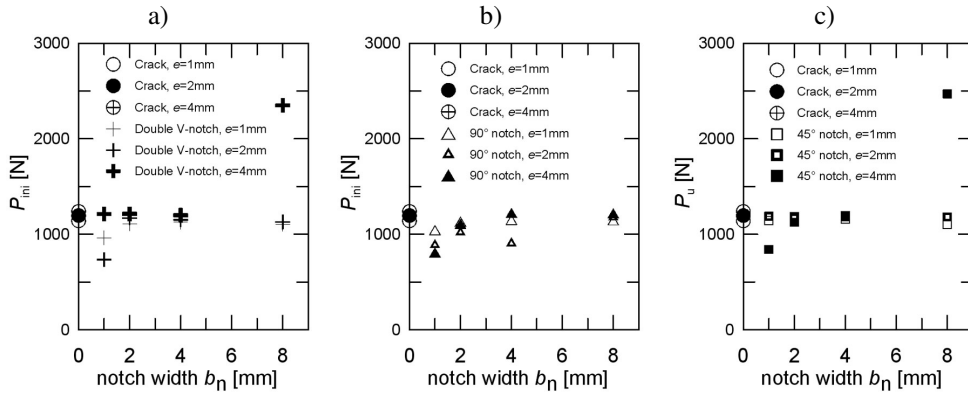 a)
3000
2000
1000
0
P_ini [N]
Crack, e=1mm
Crack, e=2mm
Crack, e=4mm
Double V-notch, e=1mm
Double V-notch, e=2mm
Double V-notch, e=4mm
0 2 4 6 8
notch width b_n [mm]
b)
3000
2000
1000
0
P_ini [N]
Crack, e=1mm
Crack, e=2mm
Crack, e=4mm
90° notch, e=1mm
90° notch, e=2mm
90° notch, e=4mm
0 2 4 6 8
notch width b_n [mm]
c)
3000
2000
1000
0
P_u [N]
Crack, e=1mm
Crack, e=2mm
Crack, e=4mm
45° notch, e=1mm
45° notch, e=2mm
45° notch, e=4mm
0 2 4 6 8
notch width b_n [mm]